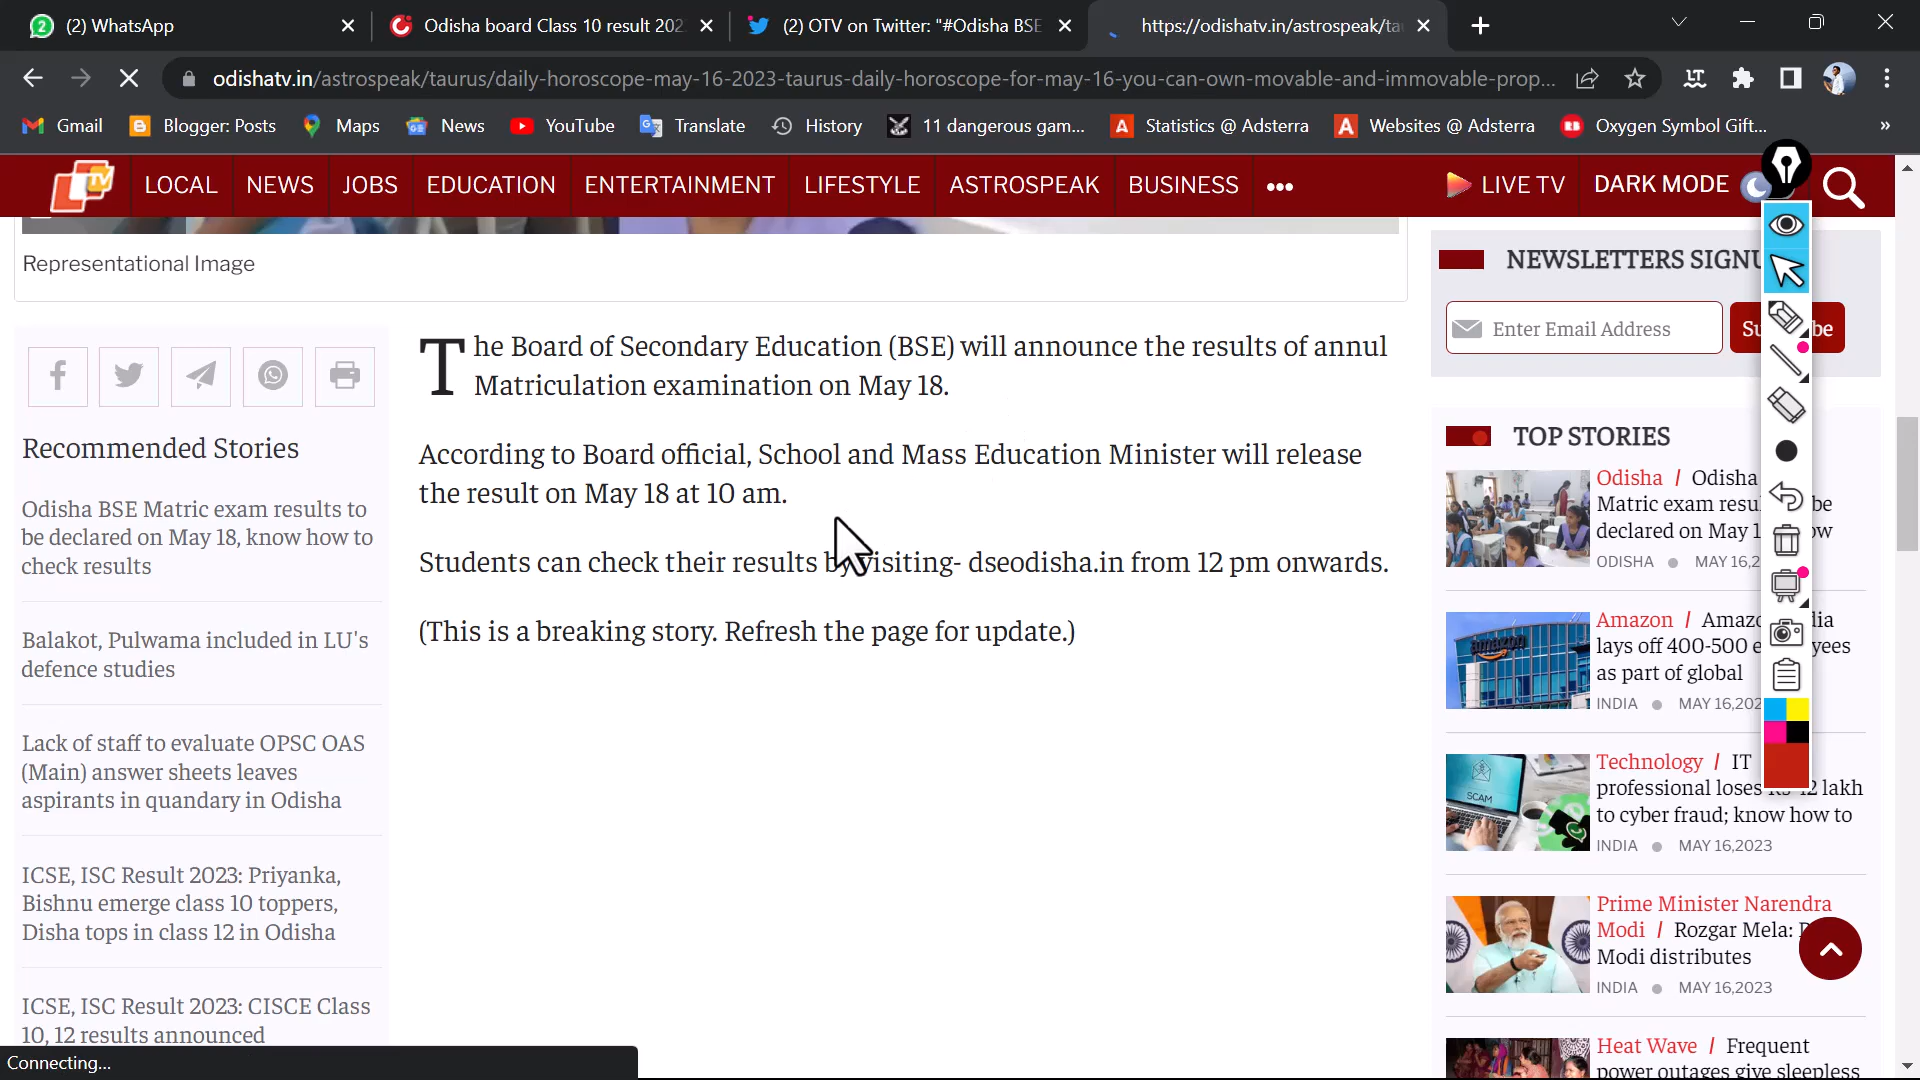 (2) WhatsApp
Odisha board Class 10 result 202
(2) OTV on Twitter: "#Odisha BSE
https://odishatv.in/astrospeak/ta
odishatv.in/astrospeak/taurus/daily-horoscope-may-16-2023-taurus-daily-horoscope-for-may-16-you-can-own-movable-and-immovable-prop...
Gmail
Blogger: Posts
Maps
News
YouTube
Translate
History
11 dangerous gam...
Statistics @ Adsterra
Websites @ Adsterra
Oxygen Symbol Gift...
»
LOCAL
NEWS
JOBS
EDUCATION
ENTERTAINMENT
LIFESTYLE
ASTROSPEAK
BUSINESS
LIVE TV
DARK MODE
Representational Image
The Board of Secondary Education (BSE) will announce the results of annul
Matriculation examination on May 18.
According to Board official, School and Mass Education Minister will release
the result on May 18 at 10 am.
Students can check their results by visiting- dseodisha.in from 12 pm onwards.
(This is a breaking story. Refresh the page for update.)
Recommended Stories
Odisha BSE Matric exam results to
be declared on May 18, know how to
check results
Balakot, Pulwama included in LU's
defence studies
Lack of staff to evaluate OPSC OAS
(Main) answer sheets leaves
aspirants in quandary in Odisha
ICSE, ISC Result 2023: Priyanka,
Bishnu emerge class 10 toppers,
Disha tops in class 12 in Odisha
ICSE, ISC Result 2023: CISCE Class
10, 12 results announced
NEWSLETTERS
Enter Email Address
TOP STORIES
Odisha / Odisha
Matric exam be
declared on May
ODISHA MAY 16,
Amazon /
lays off 400-500
as part of global
INDIA MAY 16,202
Technology / IT
professional loses lakh
to cyber fraud; know how to
INDIA MAY 16,2023
SCAM
amazon
Prime Minister Narendra
Modi / Rozgar Mela:
Modi distributes
INDIA MAY 16,2023
Heat Wave / Frequent
power outages give sleepless
Connecting...